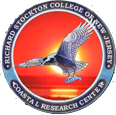 RICHARD STOCKTON COLLEGE OF NEW JERSEY
COASTAL RESEARCH CENTER